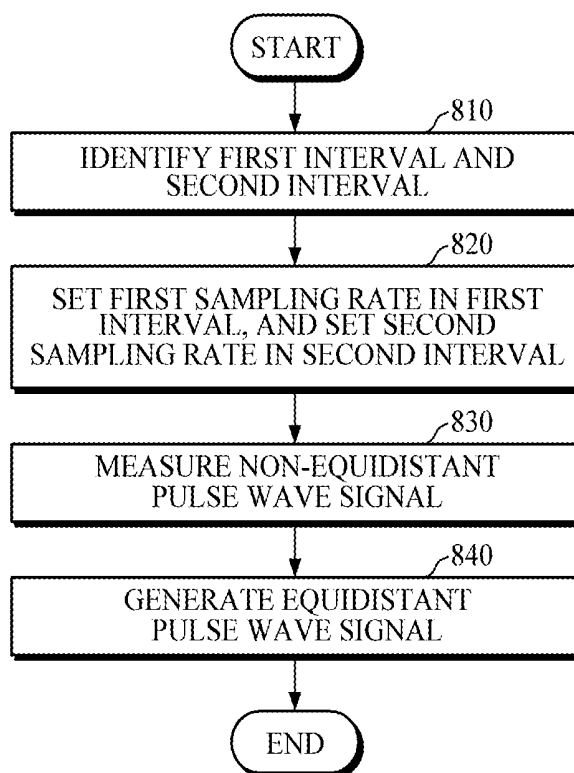 START
810
IDENTIFY FIRST INTERVAL AND
SECOND INTERVAL
820
SET FIRST SAMPLING RATE IN FIRST
INTERVAL, AND SET SECOND
SAMPLING RATE IN SECOND INTERVAL
830
MEASURE NON-EQUIDISTANT
PULSE WAVE SIGNAL
840
GENERATE EQUIDISTANT
PULSE WAVE SIGNAL
END